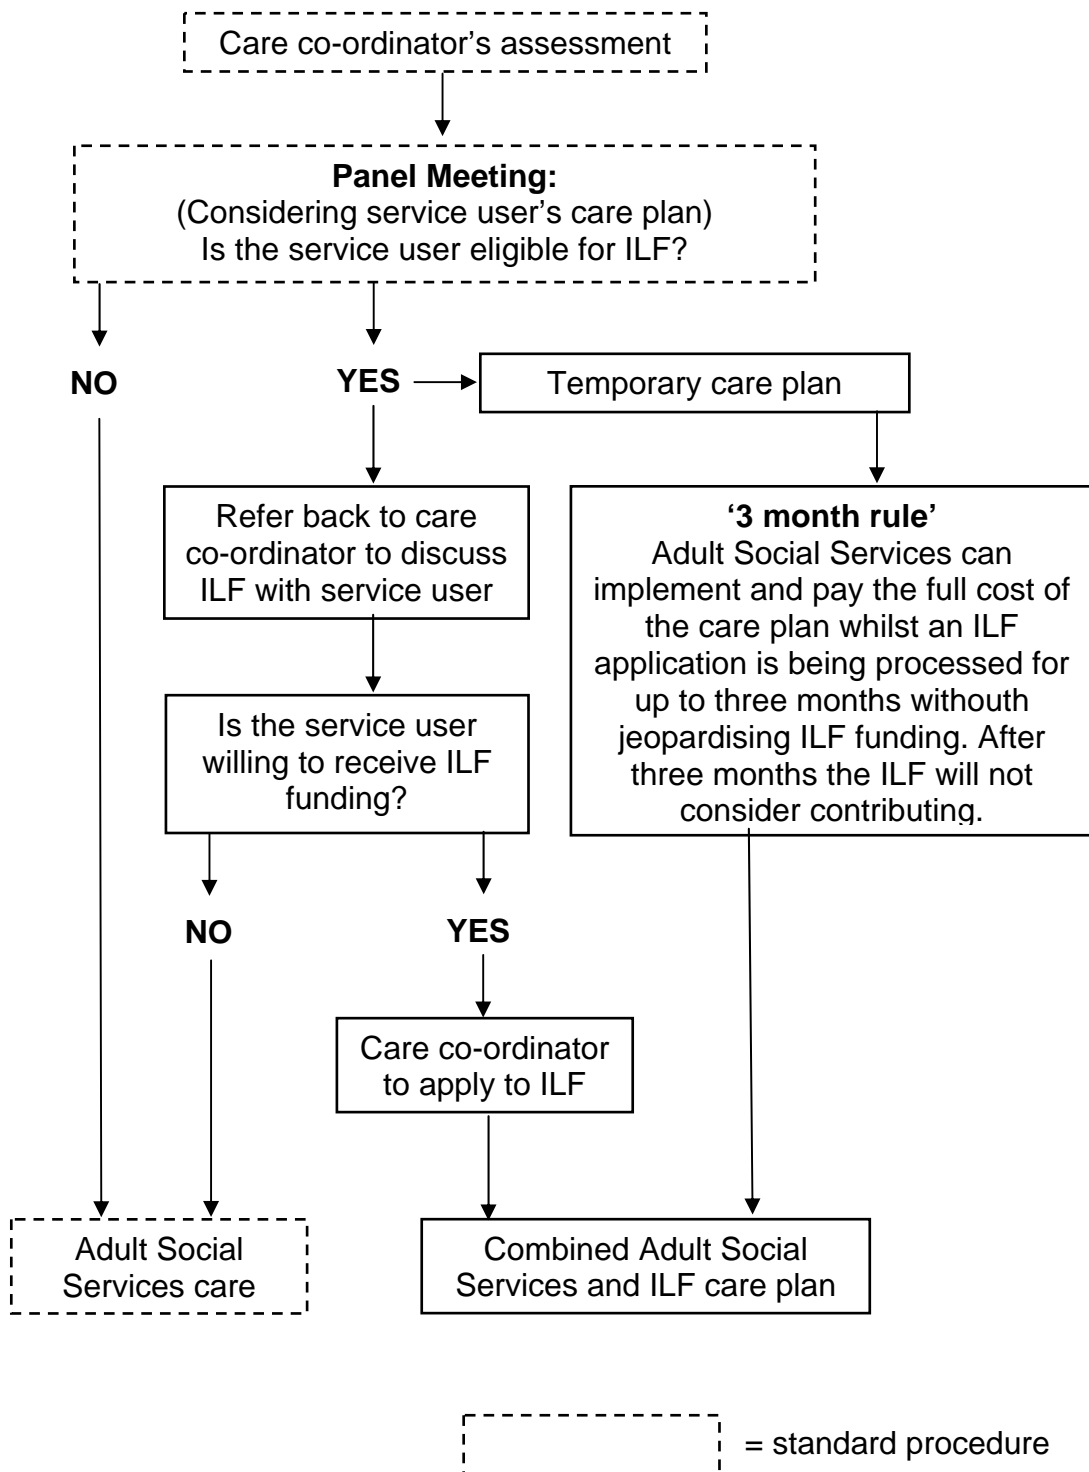 Care co-ordinator’s assessment
Panel Meeting:
(Considering service user’s care plan)
Is the service user eligible for ILF?
NO
YES
Temporary care plan
Refer back to care
co-ordinator to discuss
ILF with service user
‘3 month rule’
Adult Social Services can
implement and pay the full cost of
the care plan whilst an ILF
application is being processed for
up to three months withouth
jeopardising ILF funding. After
three months the ILF will not
consider contributing.
Is the service user
willing to receive ILF
funding?
NO
YES
Care co-ordinator
to apply to ILF
Adult Social
Services care
Combined Adult Social
Services and ILF care plan
= standard procedure